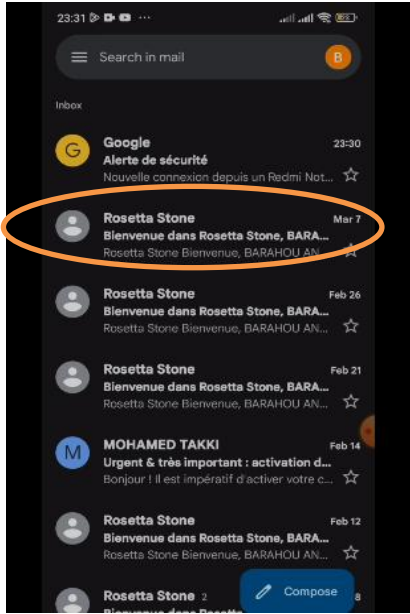 23:31
Search in mail
B
Inbox
G
Google 23:30
Alerte de sécurité
Nouvelle connexion depuis un Redmi Not...
Rosetta Stone Mar 7
Bienvenue dans Rosetta Stone, BARA...
Rosetta Stone Bienvenue, BARAHOU AN...
Rosetta Stone Feb 26
Bienvenue dans Rosetta Stone, BARA...
Rosetta Stone Bienvenue, BARAHOU AN...
Rosetta Stone Feb 21
Bienvenue dans Rosetta Stone, BARA...
Rosetta Stone Bienvenue, BARAHOU AN...
M
MOHAMED TAKKI Feb 14
Urgent & très important : activation d...
Bonjour ! Il est impératif d'activer votre c...
Rosetta Stone Feb 12
Bienvenue dans Rosetta Stone, BARA...
Rosetta Stone Bienvenue, BARAHOU AN...
Rosetta Stone 2 8
Compose
Bienvenue dans Rosetta